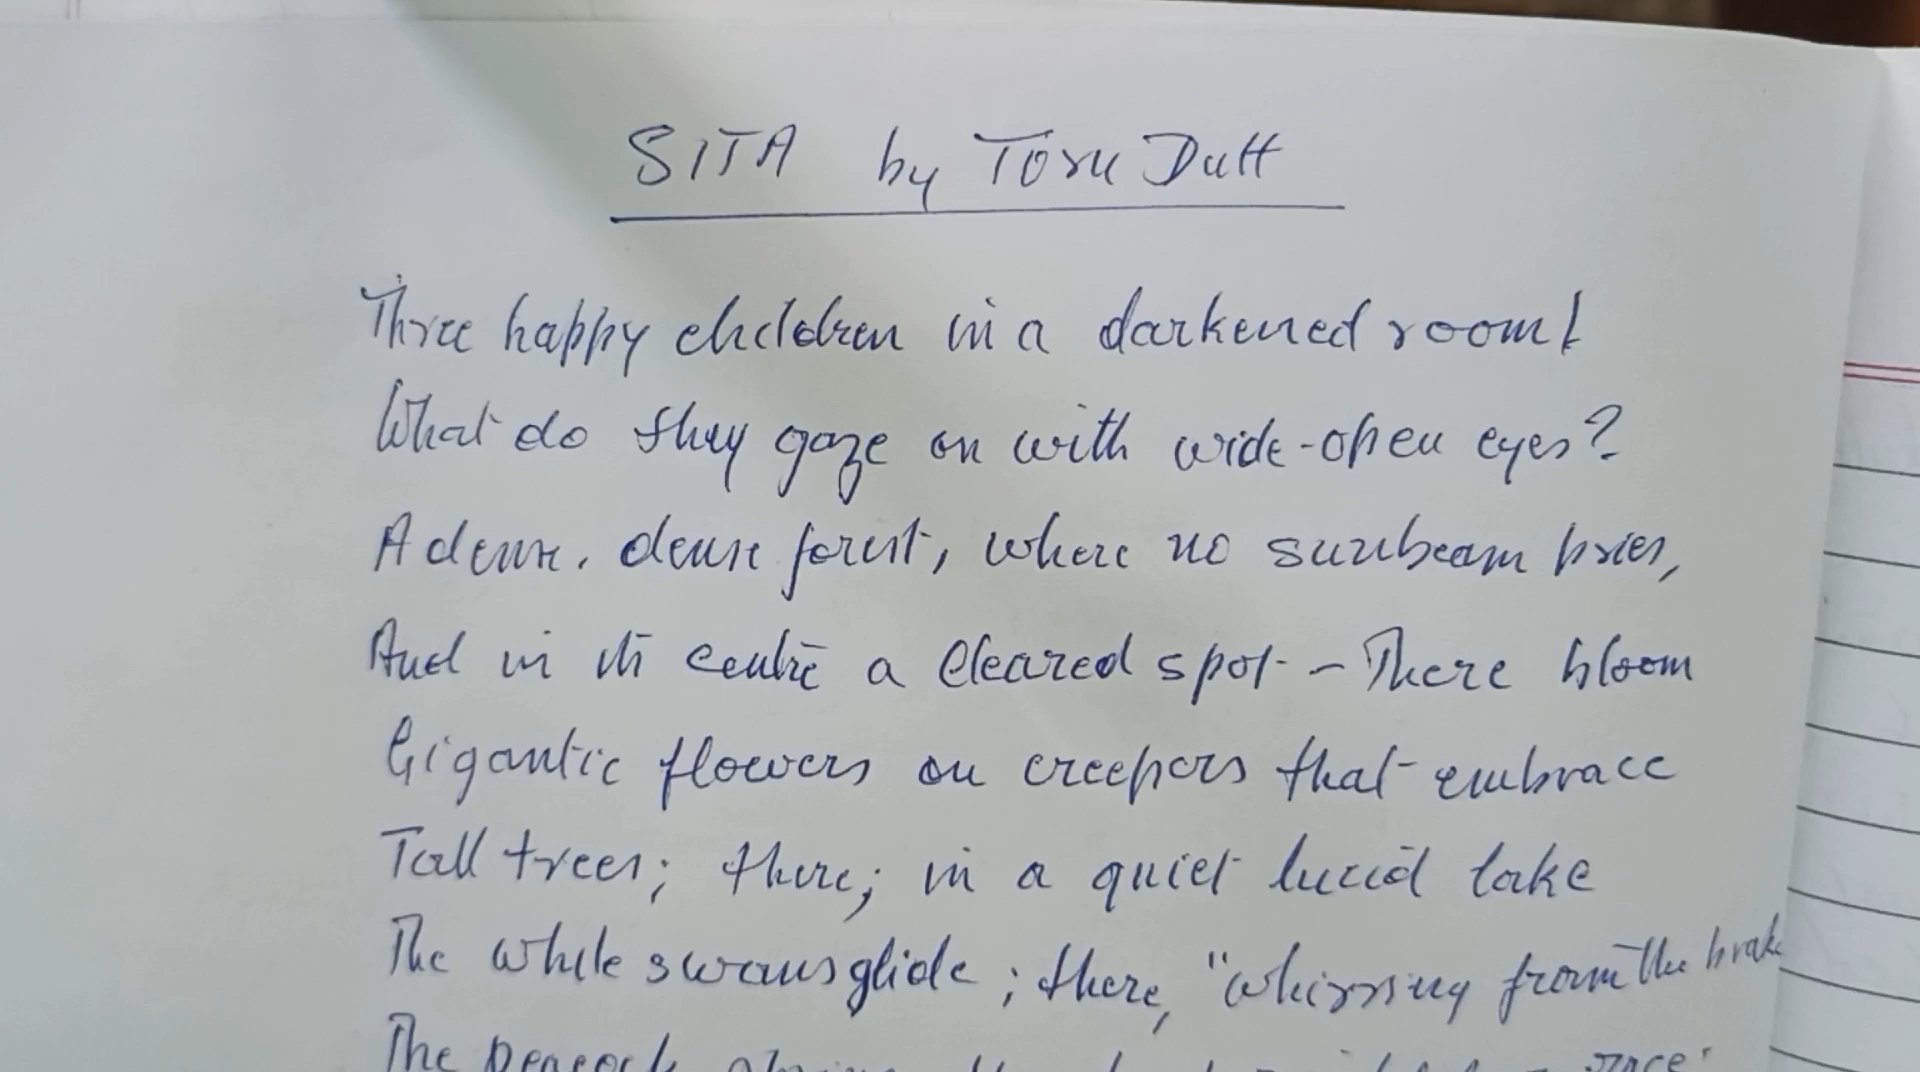 SITA by Toru Dutt
Three happy children in a darkened room!
What do they gaze on with wide-open eyes?
A dense, dense forest, where no sunbeam pries,
And in its centre a cleared spot - There bloom
Gigantic flowers on creepers that embrace
Tall trees; there; in a quiet lucid lake
The white swans glide; there, "whirring from the brake
The peacock